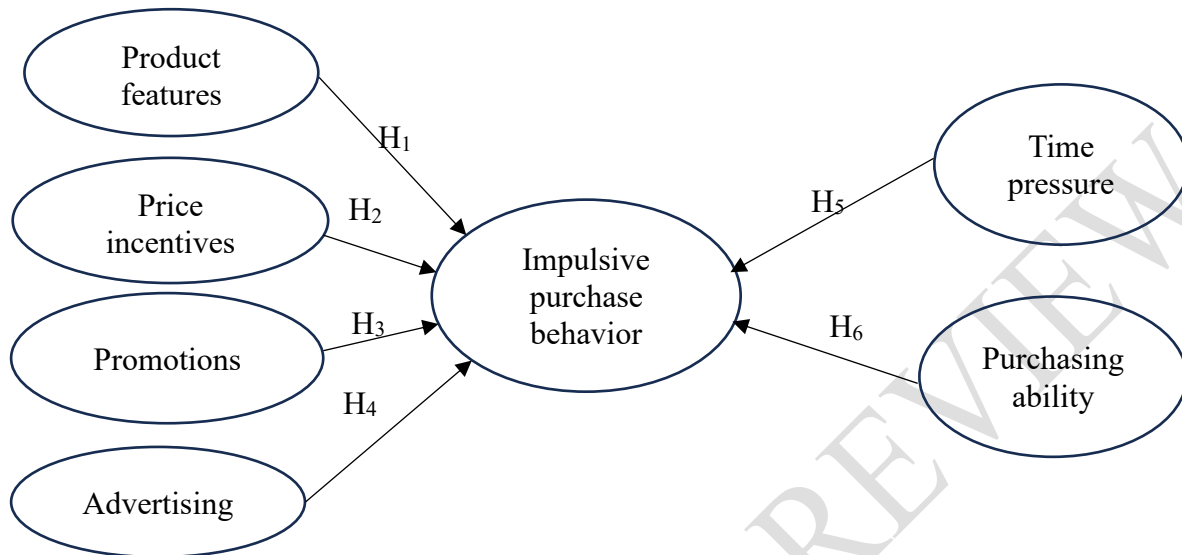 Product
features
H₁
Price
incentives
H₂
Promotions
H₃
Advertising
H₄
Impulsive
purchase
behavior
Time
pressure
H₅
Purchasing
ability
H₆
REVIEW